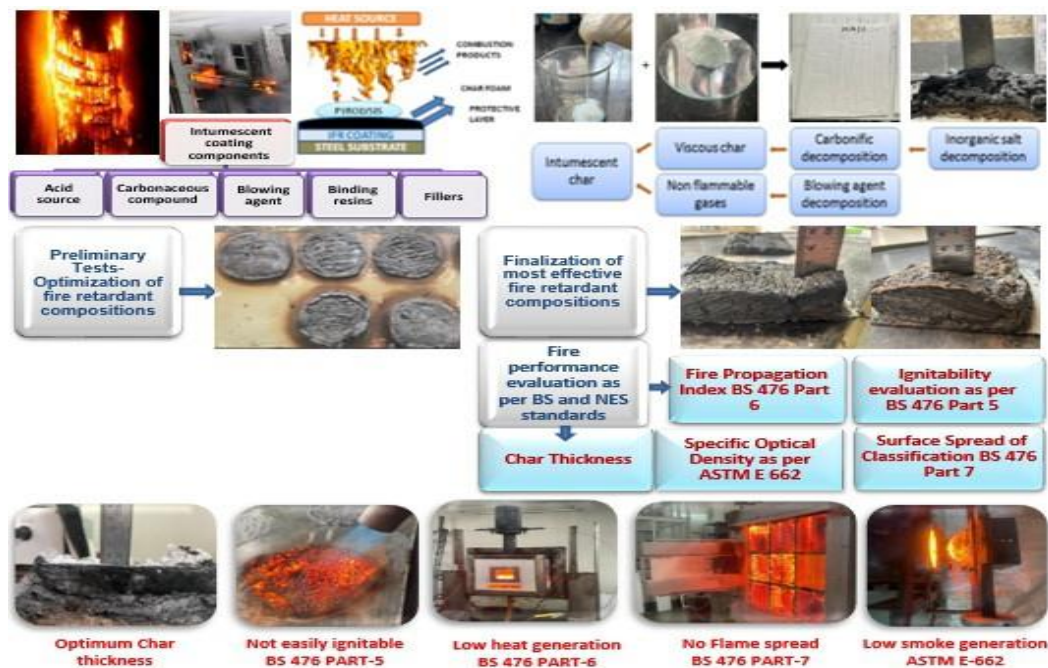 HEAT SOURCE
COMBUSTION
PRODUCTS
CHAR FOAM
PROTECTIVE
LAYER
PYROLYSIS
IFR COATING
STEEL SUBSTRATE
Intumescent
coating
components
Acid
source
Carbonaceous
compound
Blowing
agent
Binding
resins
Fillers
+
Intumescent
char
Viscous char
Carbonific
decomposition
Inorganic salt
decomposition
Non flammable
gases
Blowing agent
decomposition
Preliminary
Tests-
Optimization of
fire retardant
compositions
Finalization of
most effective
fire retardant
compositions
Fire
performance
evaluation as
per BS and NES
standards
Fire Propagation
Index BS 476 Part
6
Ignitability
evaluation as per
BS 476 Part 5
Char Thickness
Specific Optical
Density as per
ASTM E 662
Surface Spread of
Classification BS 476
Part 7
Optimum Char
thickness
Not easily ignitable
BS 476 PART-5
Low heat generation
BS 476 PART-6
No Flame spread
BS 476 PART-7
Low smoke generation
ASTM E-662